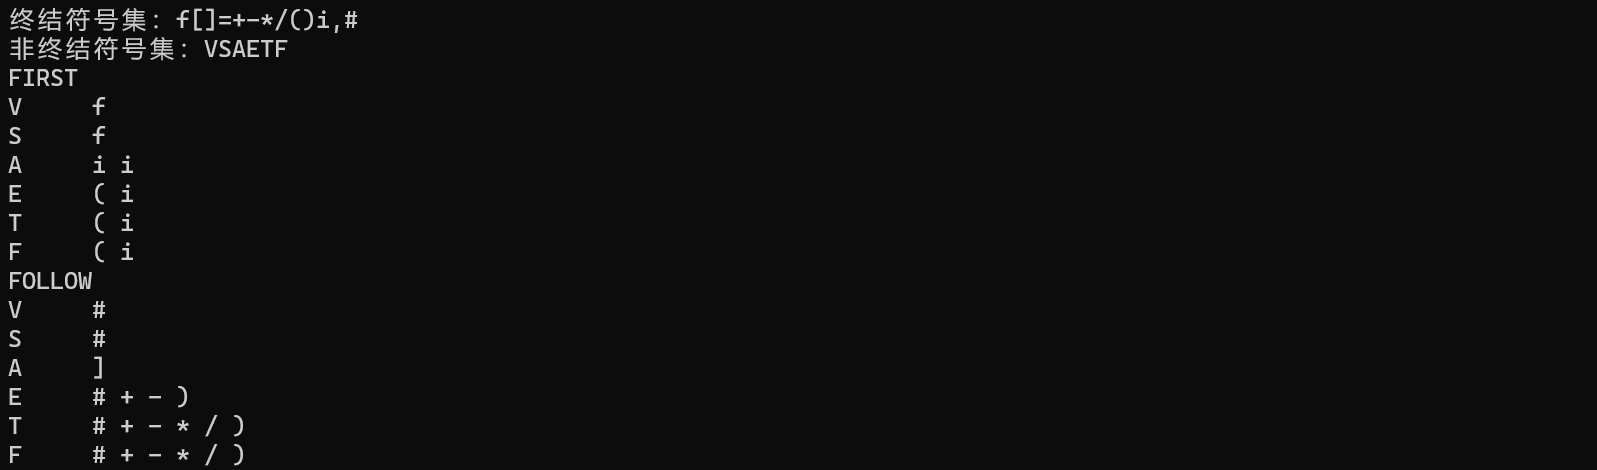 终结符号集: f[]=+-*/()i,#
非终结符号集: VSAETF
FIRST
V f
S f
A i i
E ( i
T ( i
F ( i
FOLLOW
V #
S #
A ]
E # + - )
T # + - * / )
F # + - * / )